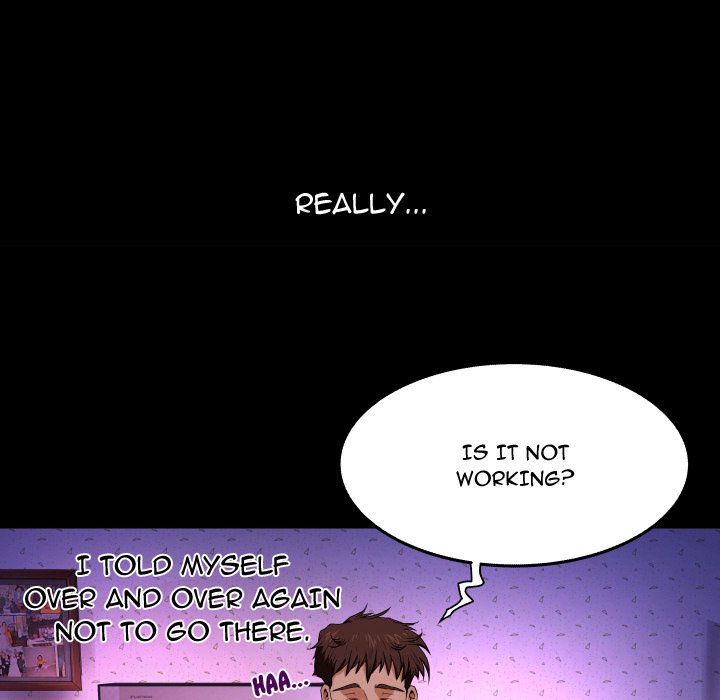 REALLY...
IS IT NOT
WORKING?
I TOLD MYSELF
OVER AND OVER AGAIN
NOT TO GO THERE.
HAA...